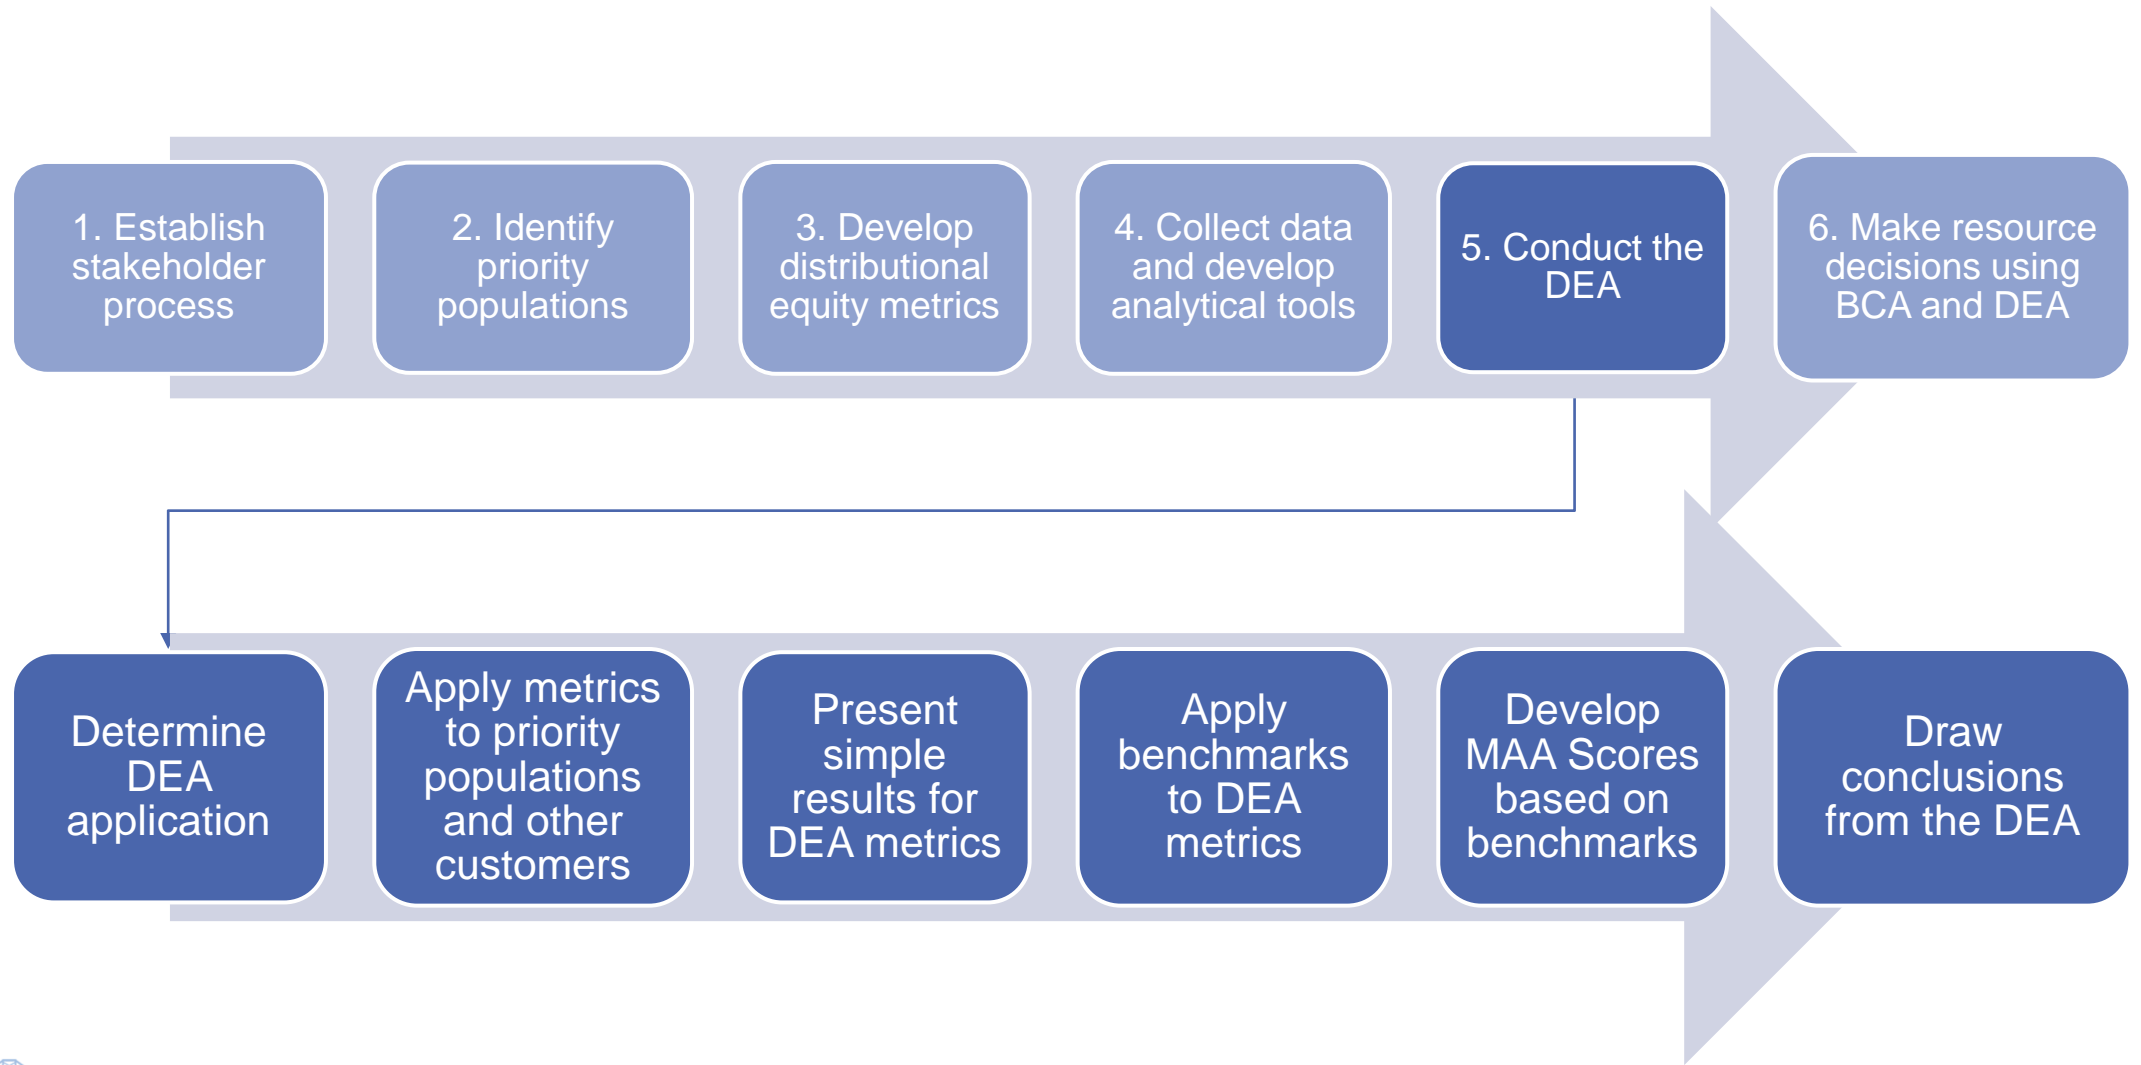 1. Establish
stakeholder
process
2. Identify
priority
populations
3. Develop
distributional
equity metrics
4. Collect data
and develop
analytical tools
5. Conduct the
DEA
6. Make resource
decisions using
BCA and DEA
Determine
DEA
application
Apply metrics
to priority
populations
and other
customers
Present
simple
results for
DEA metrics
Apply
benchmarks
to DEA
metrics
Develop
MAA Scores
based on
benchmarks
Draw
conclusions
from the DEA